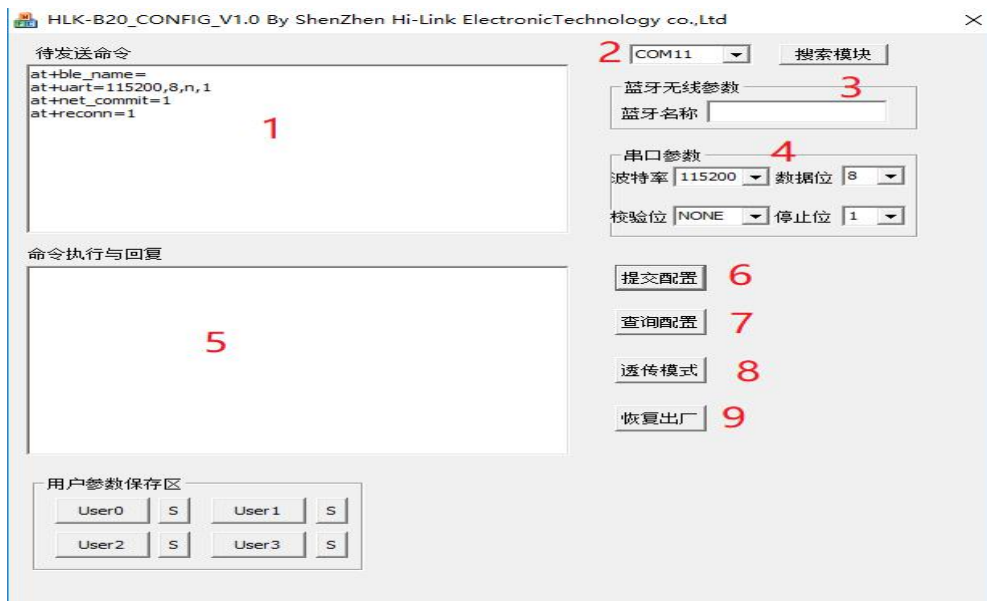 HLK-B20_CONFIG_V1.0 By ShenZhen Hi-Link ElectronicTechnology co.,Ltd
待发送命令
at+ble_name=
at+uart=115200,8,n,1
at+net_commit=1
at+reconn=1
1
2 COM11 搜索模块
蓝牙无线参数 3
蓝牙名称
串口参数 4
波特率 115200 数据位 8
校验位 NONE 停止位 1
命令执行与回复
5
提交配置 6
查询配置 7
透传模式 8
恢复出厂 9
用户参数保存区
User0 S User1 S
User2 S User3 S